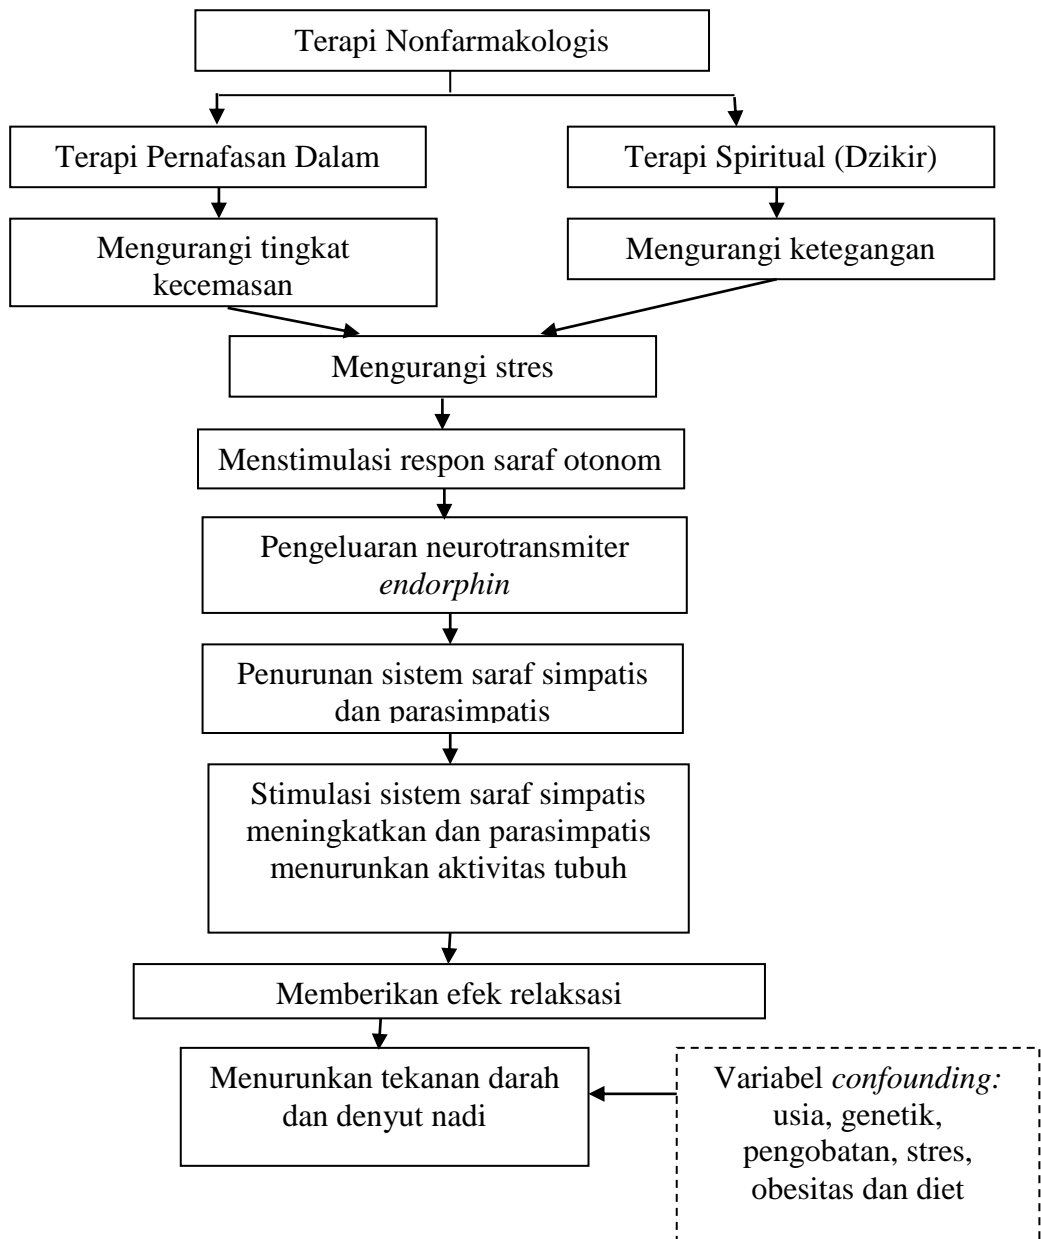 Terapi Nonfarmakologis
Terapi Pernafasan Dalam
Terapi Spiritual (Dzikir)
Mengurangi tingkat
kecemasan
Mengurangi ketegangan
Mengurangi stres
Menstimulasi respon saraf otonom
Pengeluaran neurotransmiter
endorphin
Penurunan sistem saraf simpatis
dan parasimpatis
Stimulasi sistem saraf simpatis
meningkatkan dan parasimpatis
menurunkan aktivitas tubuh
Memberikan efek relaksasi
Menurunkan tekanan darah
dan denyut nadi
Variabel confounding:
usia, genetik,
pengobatan, stres,
obesitas dan diet